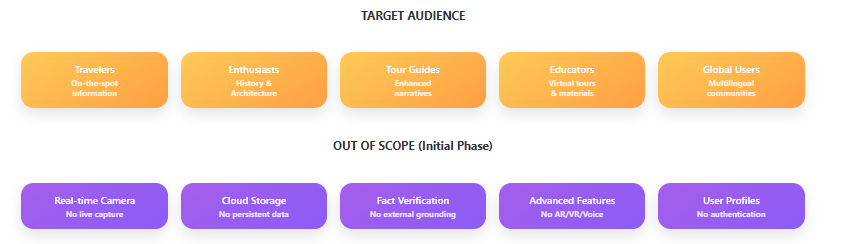 TARGET AUDIENCE
Travelers
On-the-spot
information
Enthusiasts
History &
Architecture
Tour Guides
Enhanced
narratives
Educators
Virtual tours
& materials
Global Users
Multilingual
communities
OUT OF SCOPE (Initial Phase)
Real-time Camera
No live capture
Cloud Storage
No persistent data
Fact Verification
No external grounding
Advanced Features
No AR/VR/Voice
User Profiles
No authentication